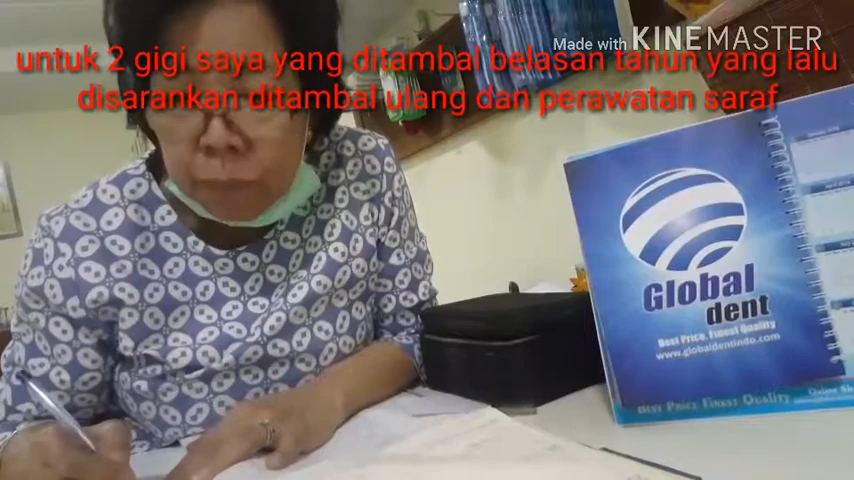 Made with KINEMASTER
untuk 2 gigi saya yang ditambal belasan tahun yang lalu
disarankan ditambal ulang dan perawatan saraf
Global
dent
Best Price, Finest Quality
www.globaldentindo.com
Best Price Finest Quality